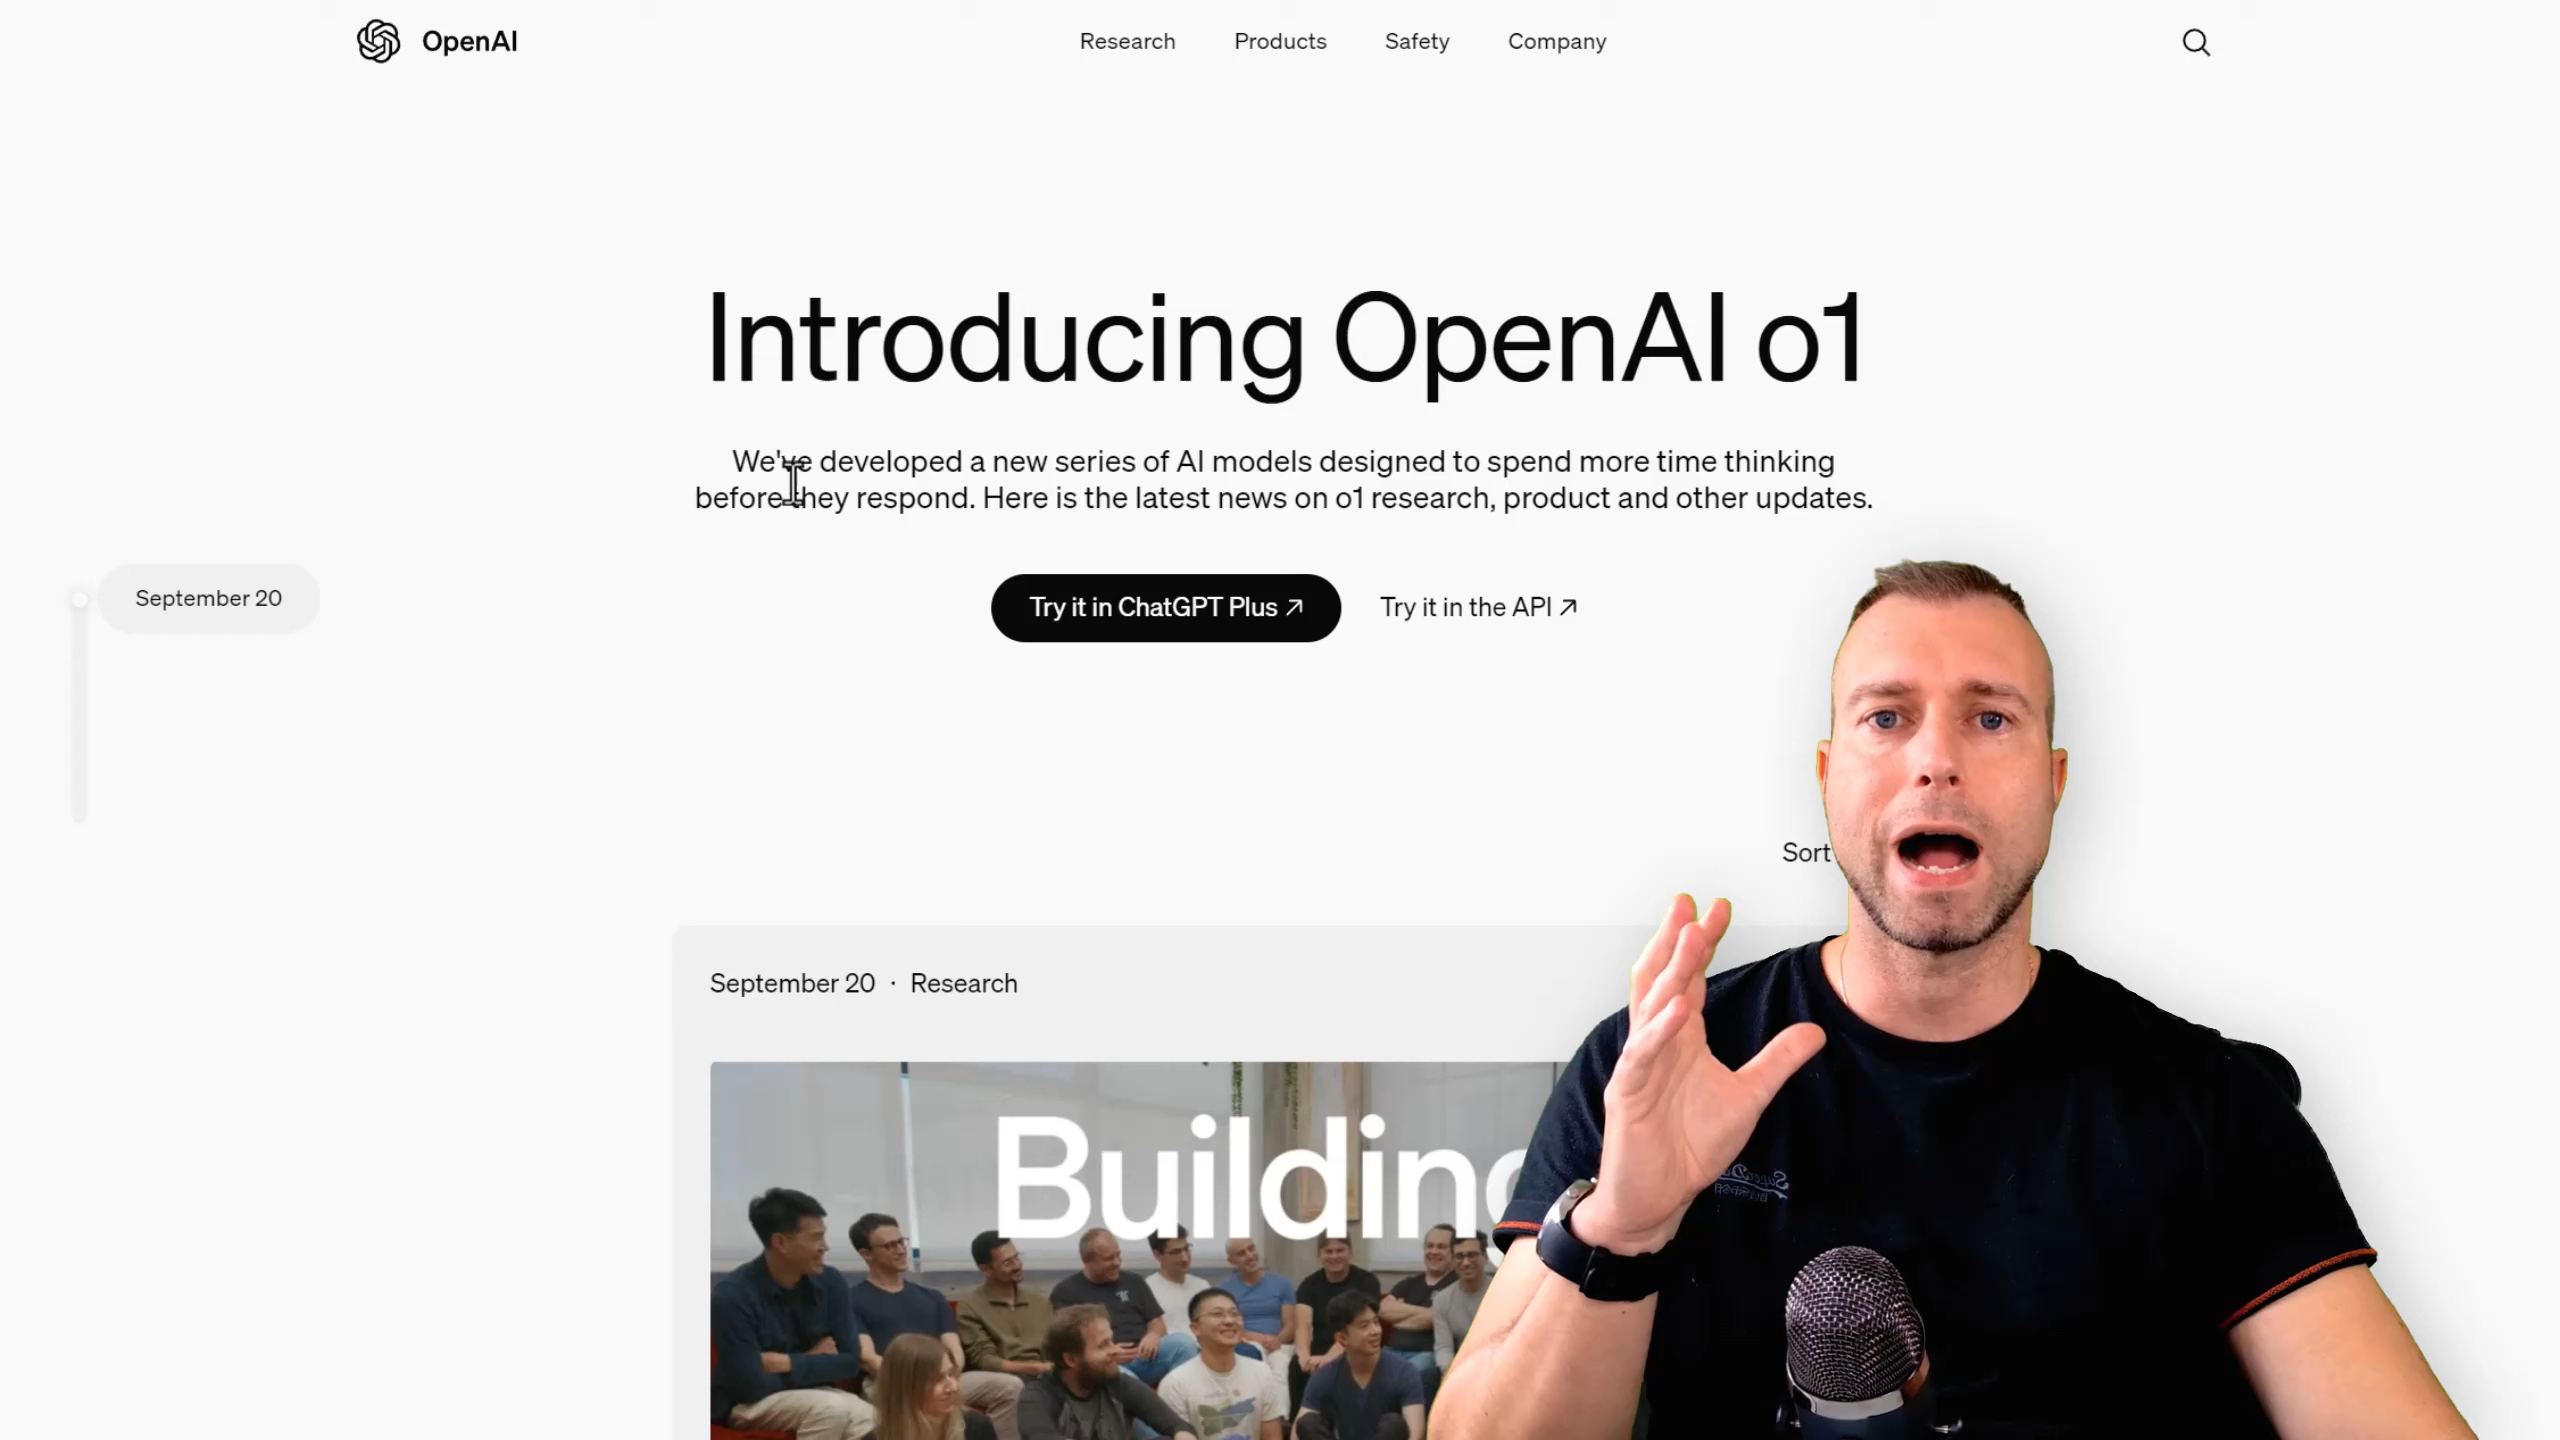 OpenAI
Research Products Safety Company
Introducing OpenAI o1
We've developed a new series of AI models designed to spend more time thinking
before they respond. Here is the latest news on o1 research, product and other updates.
September 20
Try it in ChatGPT Plus ↗ Try it in the API ↗
Sort
September 20 · Research
Building